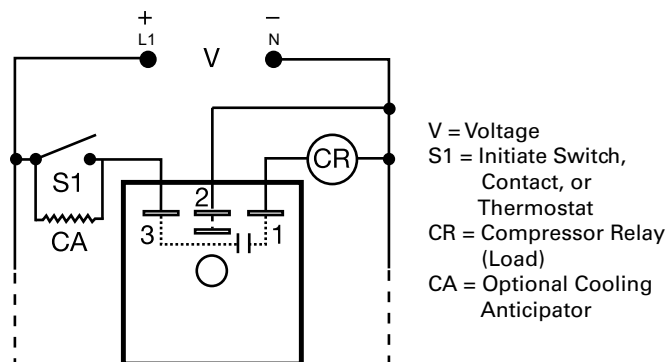 + −
L1 V N
S1
CA
CR
2
3 1
V = Voltage
S1 = Initiate Switch,
Contact, or
Thermostat
CR = Compressor Relay
(Load)
CA = Optional Cooling
Anticipator